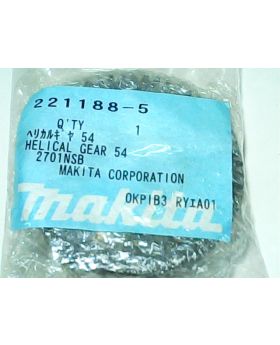 221188-5
Q'TY 1
ヘリカルギヤ 54
HELICAL GEAR 54
2701NSB
MAKITA CORPORATION
makita
OKPIB3 RYIA01